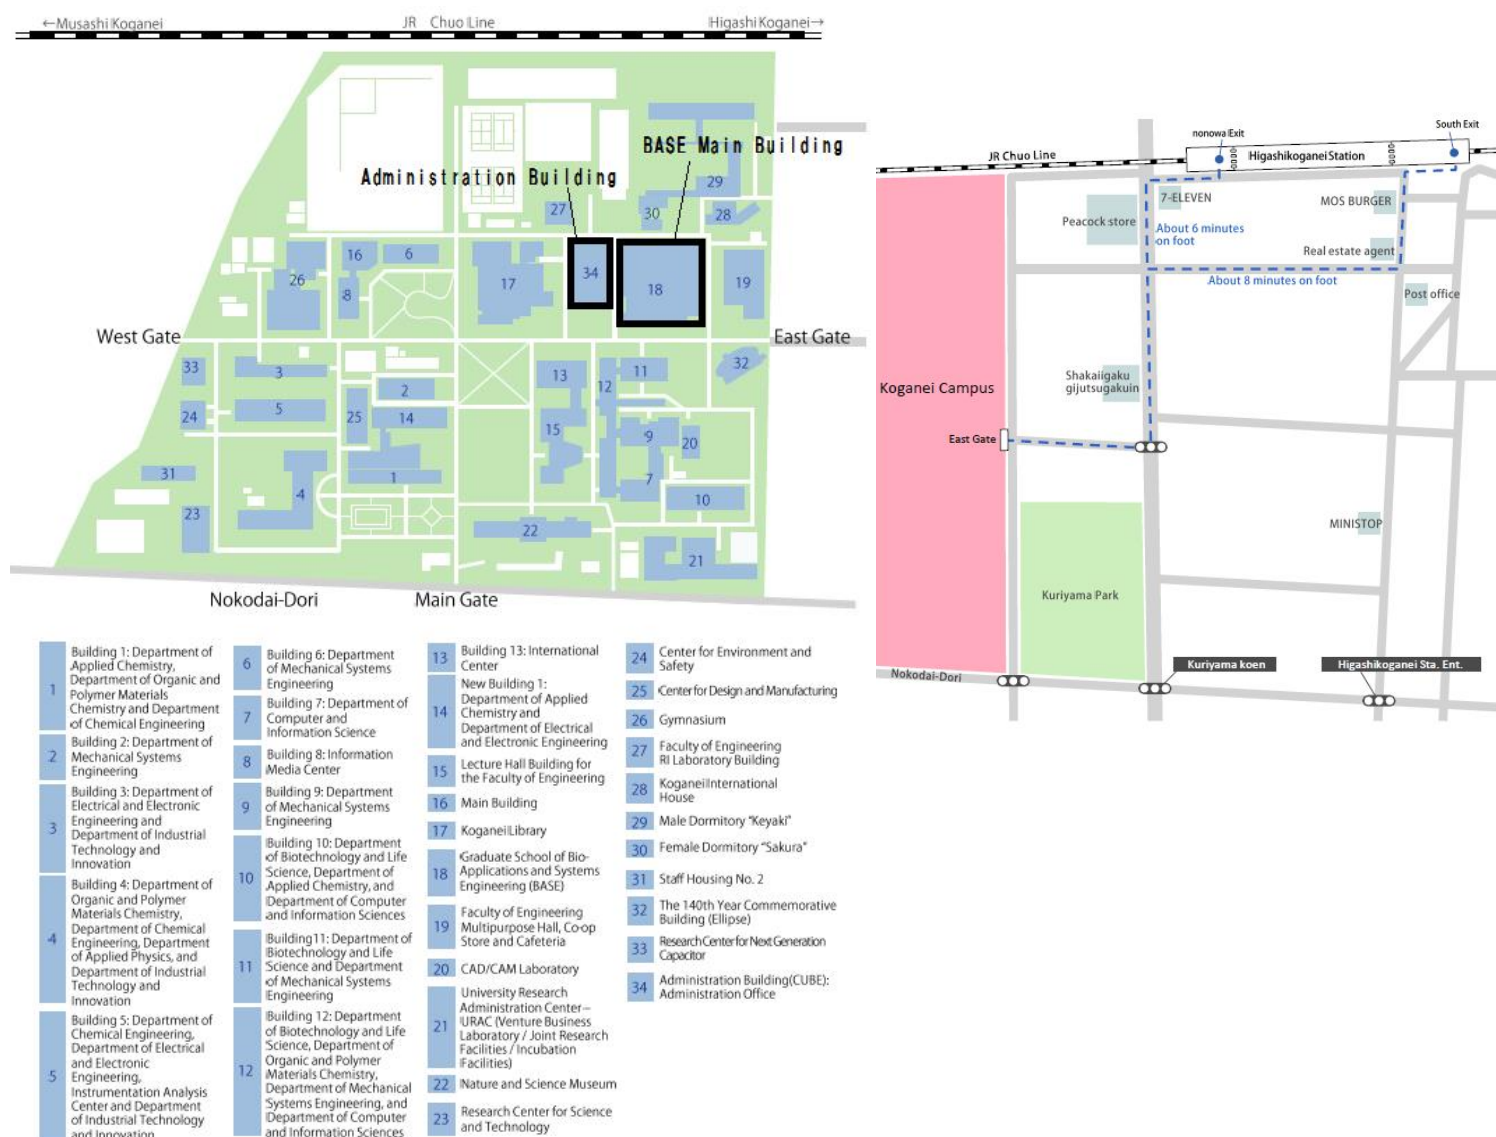 ←Musashi Koganei
JR Chuo Line
Higashi Koganei→
BASE Main Building
Administration Building
29
27
30
28
16
6
26
17
34
18
19
8
West Gate
East Gate
33
3
13
12
11
32
2
24
5
25
14
15
9
20
31
1
7
4
10
23
22
21
Nokodai-Dori
Main Gate
1
Building 1: Department of
Applied Chemistry,
Department of Organic and
Polymer Materials
Chemistry and Department
of Chemical Engineering
2
Building 2: Department of
Mechanical Systems
Engineering
3
Building 3: Department of
Electrical and Electronic
Engineering and
Department of Industrial
Technology and
Innovation
4
Building 4: Department of
Organic and Polymer
Materials Chemistry,
Department of Chemical
Engineering, Department
of Applied Physics, and
Department of Industrial
Technology and
Innovation
5
Building 5: Department of
Chemical Engineering,
Department of Electrical
and Electronic
Engineering,
Instrumentation Analysis
Center and Department
of Industrial Technology
and Innovation
6
Building 6: Department
of Mechanical Systems
Engineering
7
Building 7: Department of
Computer and
Information Science
8
Building 8: Information
Media Center
9
Building 9: Department
of Mechanical Systems
Engineering
10
Building 10: Department
of Biotechnology and Life
Science, Department of
Applied Chemistry, and
Department of Computer
and Information Sciences
11
Building11: Department of
Biotechnology and Life
Science and Department
of Mechanical Systems
Engineering
12
Building 12: Department
of Biotechnology and Life
Science, Department of
Organic and Polymer
Materials Chemistry,
Department of Mechanical
Systems Engineering, and
Department of Computer
and Information Sciences
13
Building 13: International
Center
14
New Building 1:
Department of Applied
Chemistry and
Department of Electrical
and Electronic Engineering
15
Lecture Hall Building for
the Faculty of Engineering
16
Main Building
17
Koganei Library
18
Graduate School of Bio-
Applications and Systems
Engineering (BASE)
19
Faculty of Engineering
Multipurpose Hall, Co-op
Store and Cafeteria
20
CAD/CAM Laboratory
21
University Research
Administration Center—
URAC (Venture Business
Laboratory / Joint Research
Facilities / Incubation
Facilities)
22
Nature and Science Museum
23
Research Center for Science
and Technology
24
Center for Environment and
Safety
25
Center for Design and Manufacturing
26
Gymnasium
27
Faculty of Engineering
RI Laboratory Building
28
Koganei International
House
29
Male Dormitory "Keyaki"
30
Female Dormitory "Sakura"
31
Staff Housing No. 2
32
The 140th Year Commemorative
Building (Ellipse)
33
Research Center for Next Generation
Capacitor
34
Administration Building(CUBE):
Administration Office
nonowa Exit
South Exit
JR Chuo Line
Higashikoganei Station
7-ELEVEN
MOS BURGER
Peacock store
About 6 minutes
on foot
Real estate agent
About 8 minutes on foot
Post office
Shakaiigaku
gijutsugakuin
Koganei Campus
East Gate
MINISTOP
Kuriyama Park
Kuriyama koen
Higashikoganei Sta. Ent.
Nokodai-Dori